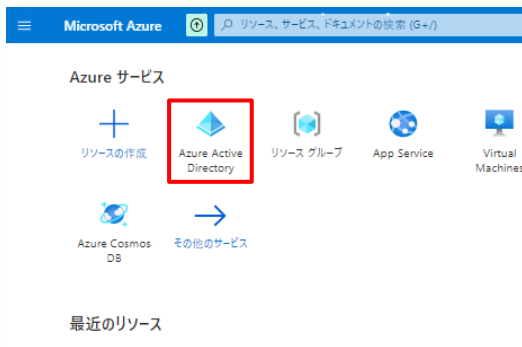 Microsoft Azure
リソース、サービス、ドキュメントの検索 (G+/)
Azure サービス
リソースの作成
Azure Active
Directory
リソース グループ
App Service
Virtual
Machines
Azure Cosmos
DB
その他のサービス
最近のリソース